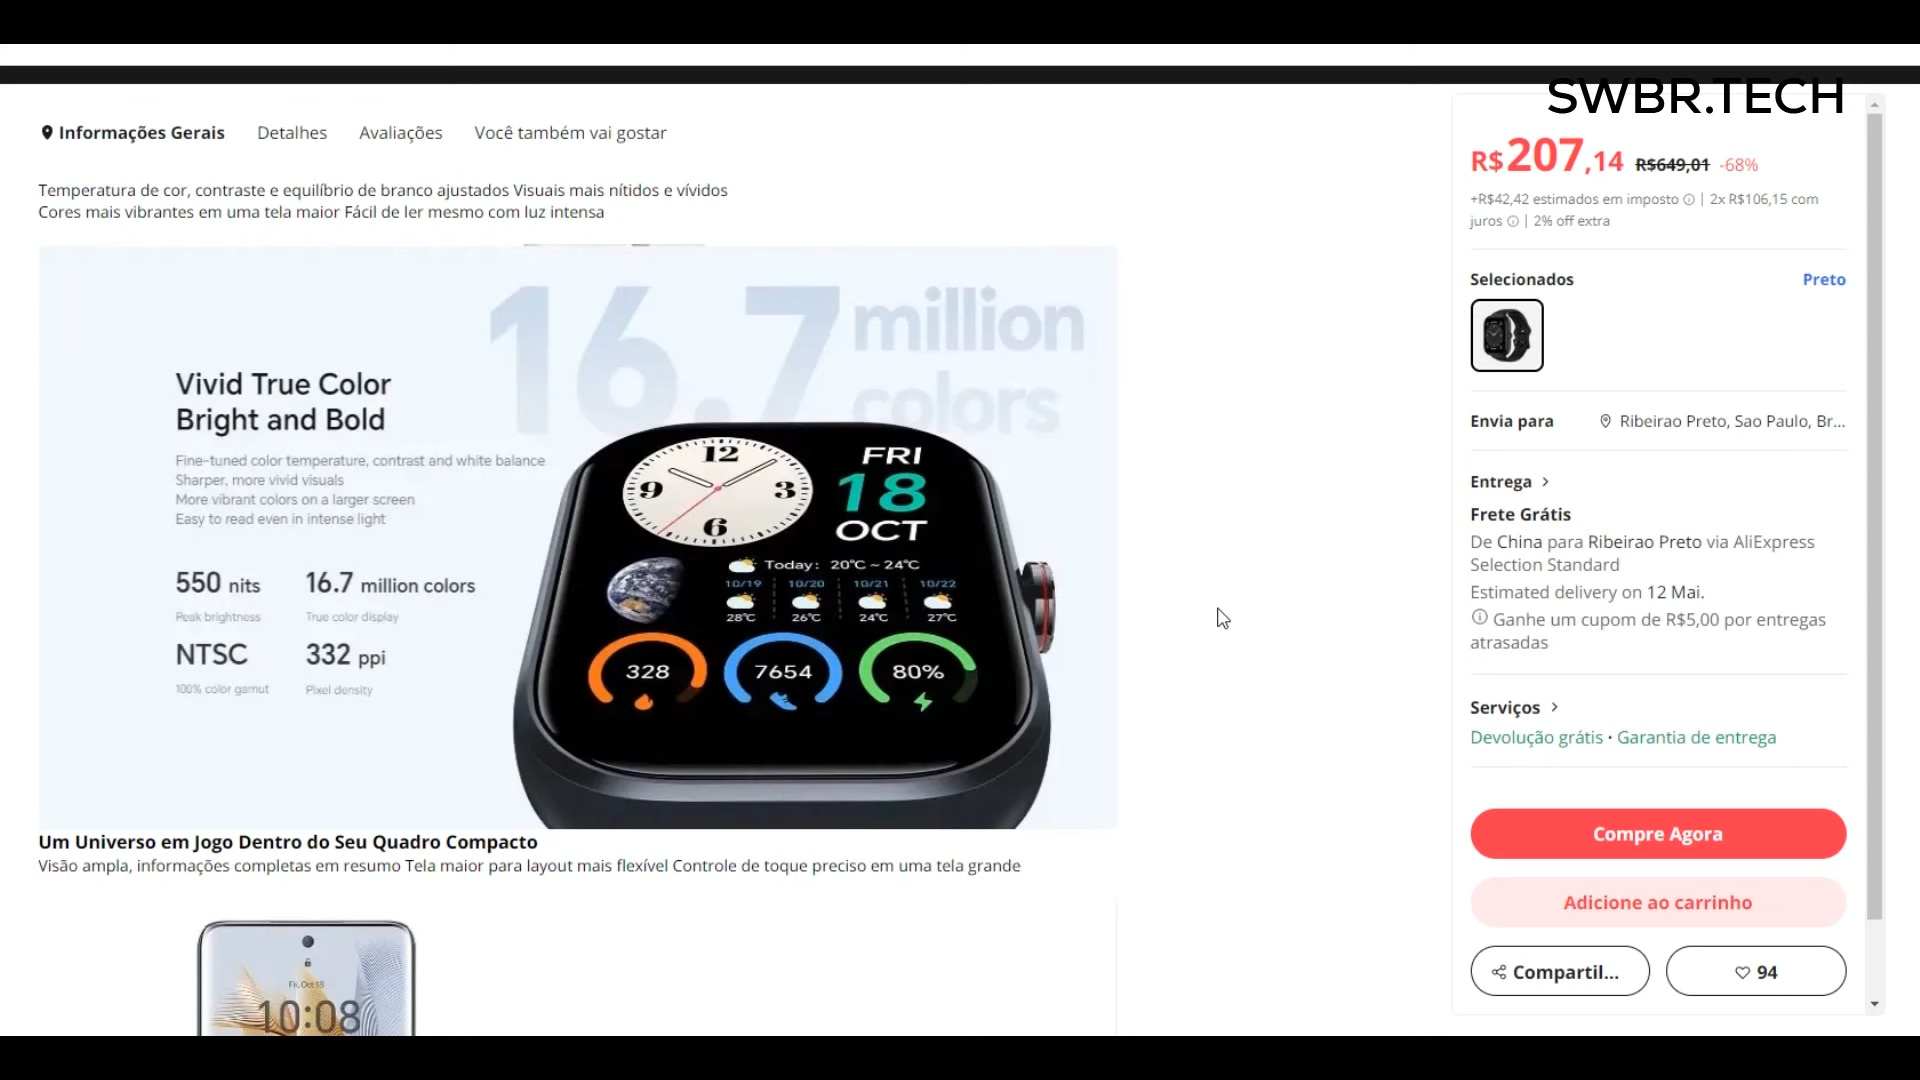 SWBR.TECH
Informações Gerais Detalhes Avaliações Você também vai gostar
Temperatura de cor, contraste e equilíbrio de branco ajustados Visuais mais nítidos e vívidos
Cores mais vibrantes em uma tela maior Fácil de ler mesmo com luz intensa
16.7 million
colors
Vivid True Color
Bright and Bold
Fine-tuned color temperature, contrast and white balance
Sharper, more vivid visuals
More vibrant colors on a larger screen
Easy to read even in intense light
550 nits 16.7 million colors
Peak brightness True color display
NTSC 332 ppi
100% color gamut Pixel density
12
9 3
6
FRI
18
OCT
Today: 20°C ~ 24°C
10/19 10/20 10/21 10/22
28°C 26°C 24°C 27°C
328 7654 80%
Um Universo em Jogo Dentro do Seu Quadro Compacto
Visão ampla, informações completas em resumo Tela maior para layout mais flexível Controle de toque preciso em uma tela grande
Fri, Oct 18
10:08
R$207,14 R$649,01 -68%
+R$42,42 estimados em imposto | 2x R$106,15 com
juros | 2% off extra
Selecionados Preto
Envia para Ribeirao Preto, Sao Paulo, Br...
Entrega
Frete Grátis
De China para Ribeirao Preto via AliExpress
Selection Standard
Estimated delivery on 12 Mai.
Ganhe um cupom de R$5,00 por entregas
atrasadas
Serviços
Devolução grátis · Garantia de entrega
Compre Agora
Adicione ao carrinho
Compartil... 94